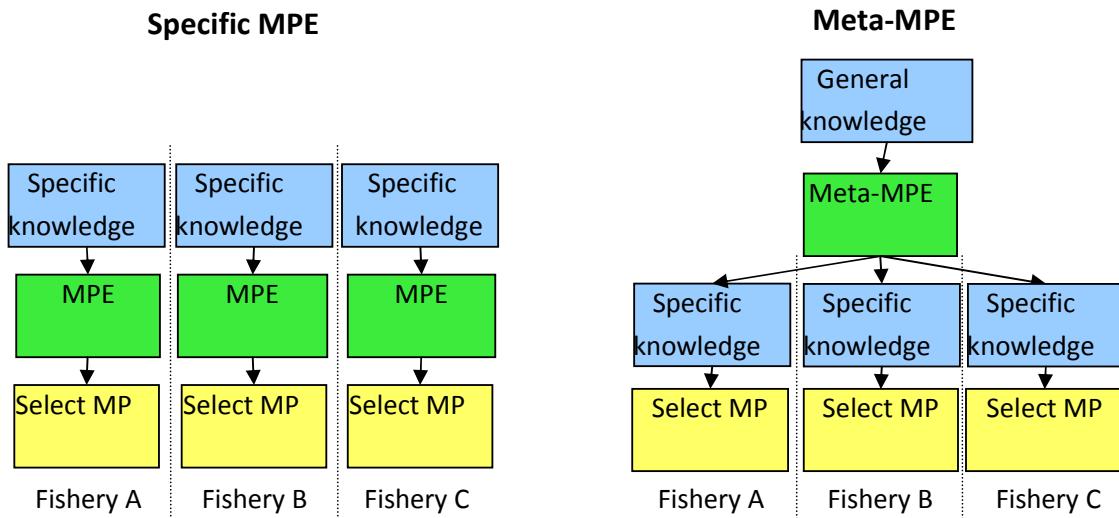 Specific MPE
Specific Specific Specific
knowledge knowledge knowledge
MPE MPE MPE
Select MP Select MP Select MP
Fishery A Fishery B Fishery C
Meta-MPE
General
knowledge
Meta-MPE
Specific Specific Specific
knowledge knowledge knowledge
Select MP Select MP Select MP
Fishery A Fishery B Fishery C